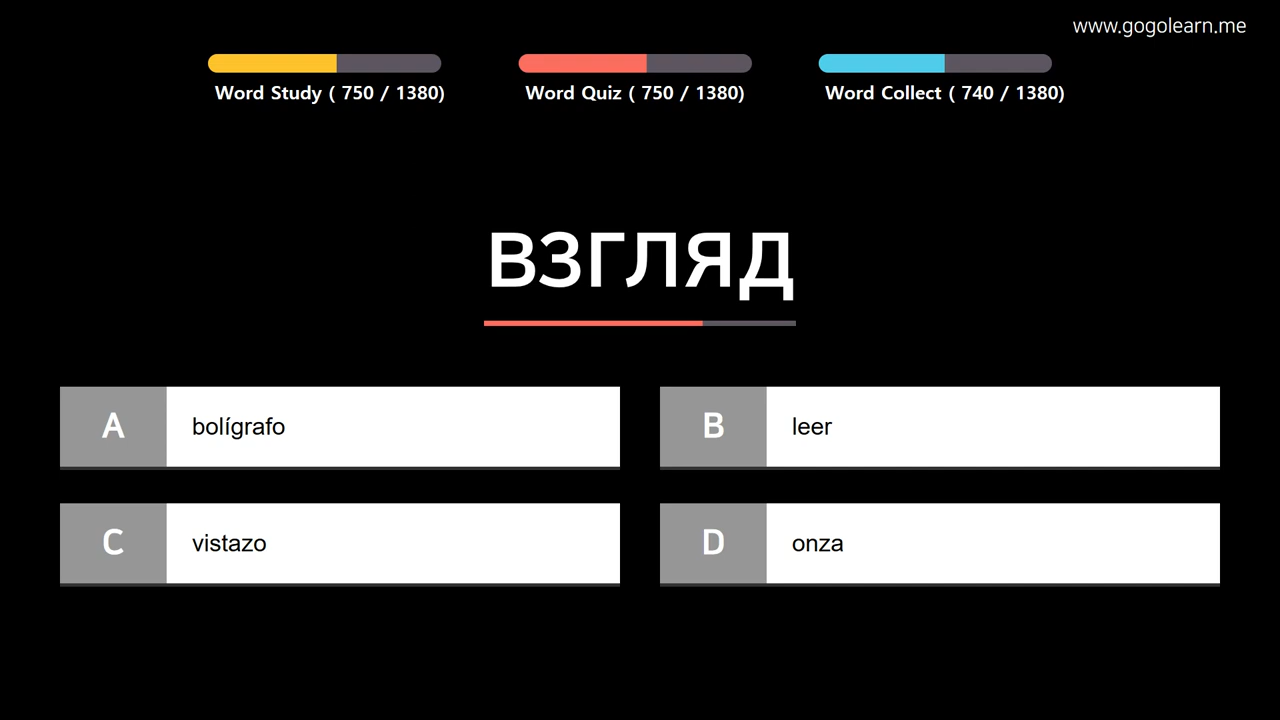 www.gogolearn.me
Word Study ( 750 / 1380)
Word Quiz ( 750 / 1380)
Word Collect ( 740 / 1380)
ВЗГЛЯД
A bolígrafo
B leer
C vistazo
D onza